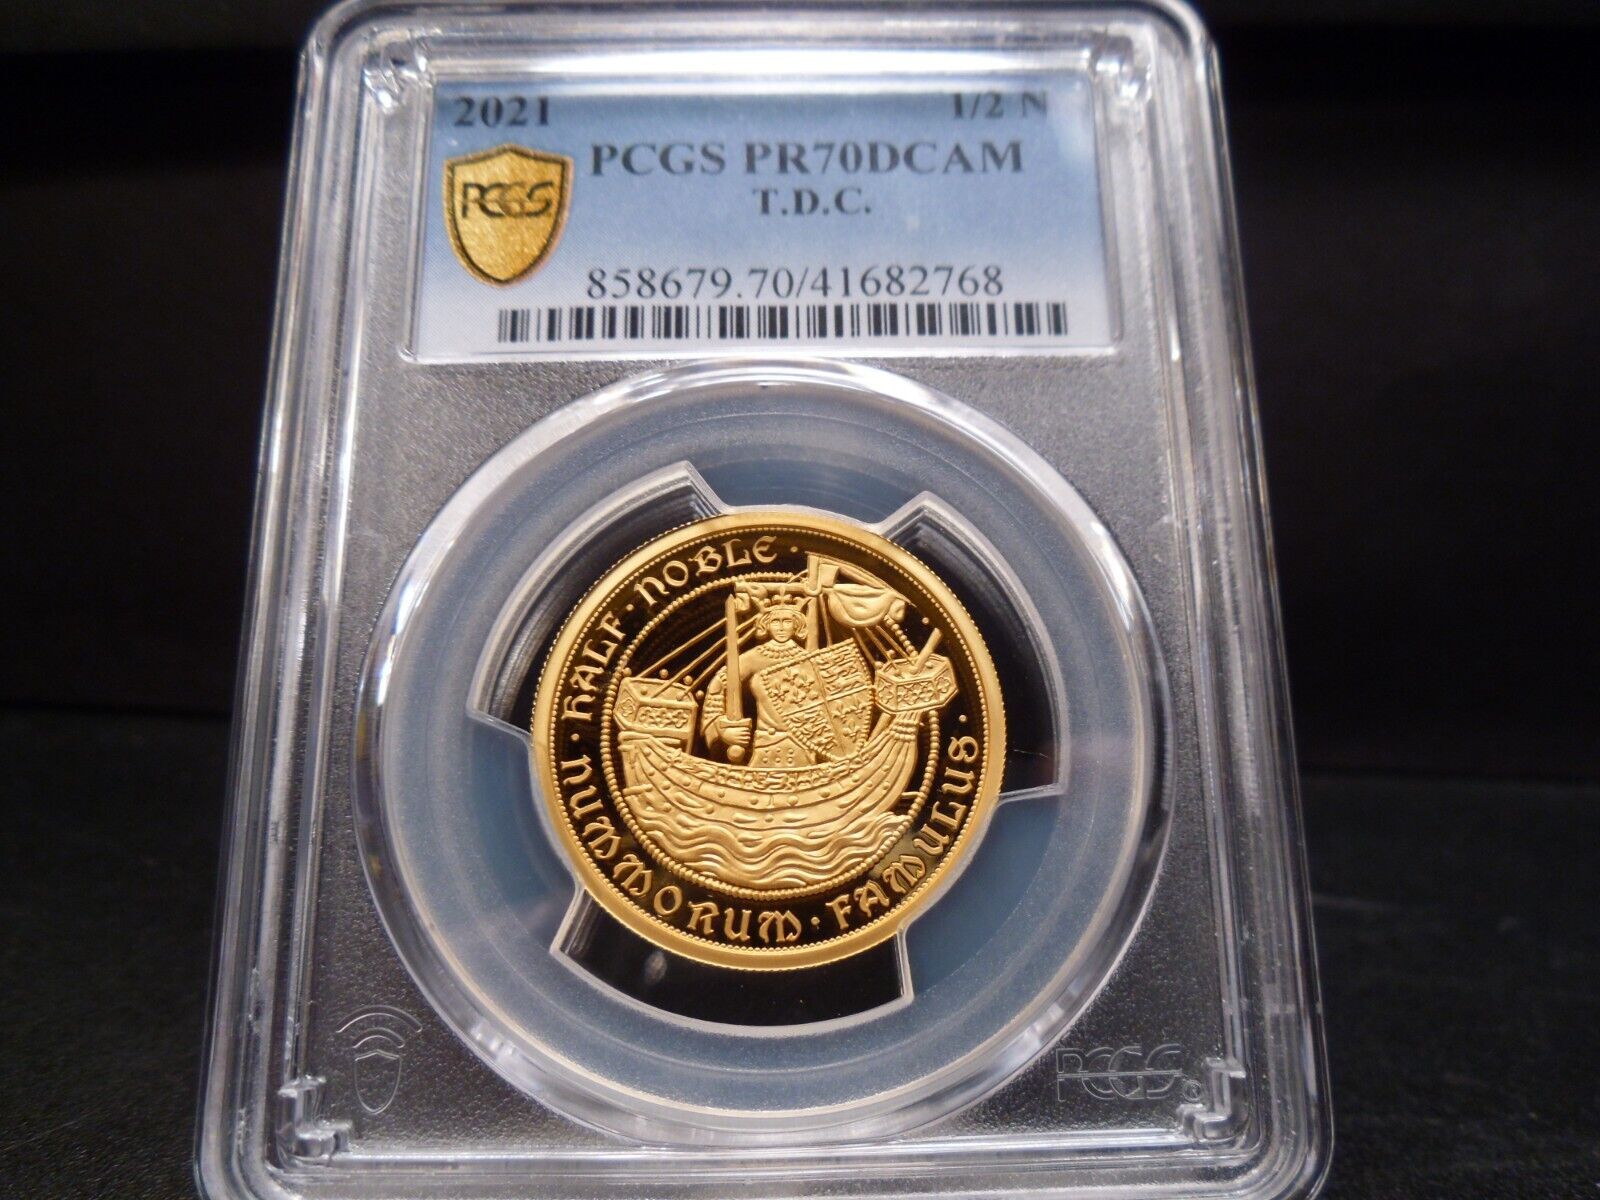 2021 1/2 N
PCGS PR70DCAM
T.D.C.
PCGS
858679.70/41682768
NUMMORUM · FAMULUS · HALF · NOBLE ·
PCGS